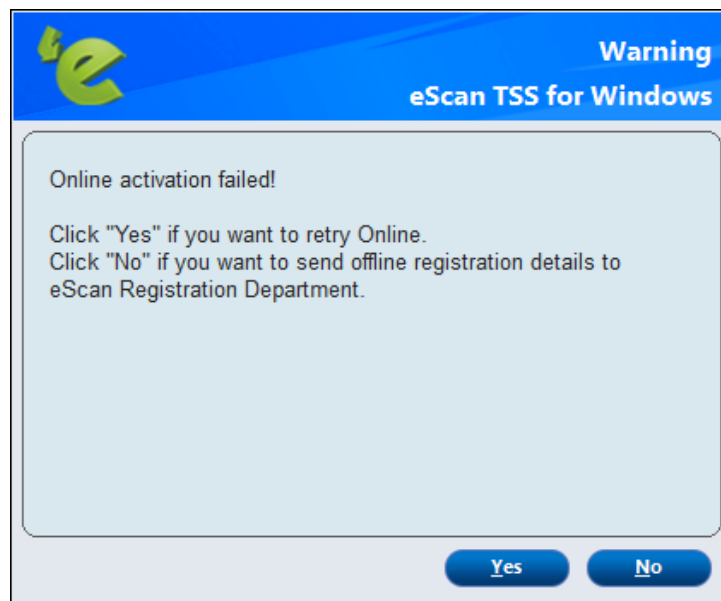 Warning
eScan TSS for Windows
Online activation failed!
Click "Yes" if you want to retry Online.
Click "No" if you want to send offline registration details to
eScan Registration Department.
Yes
No